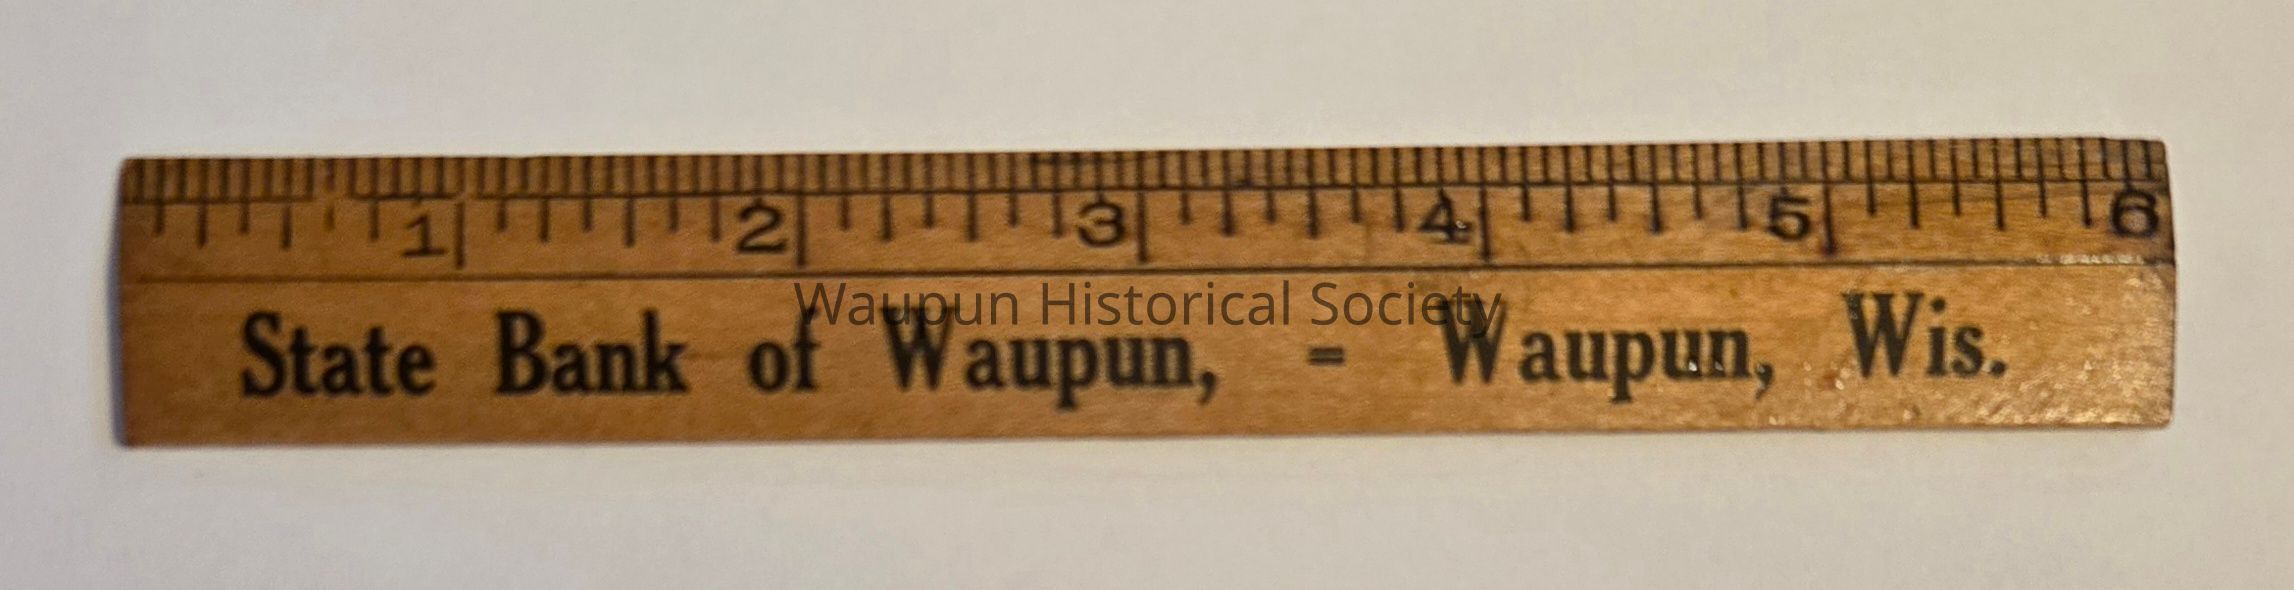 1 2 3 4 5 6
Waupun Historical Society
State Bank of Waupun, = Waupun, Wis.